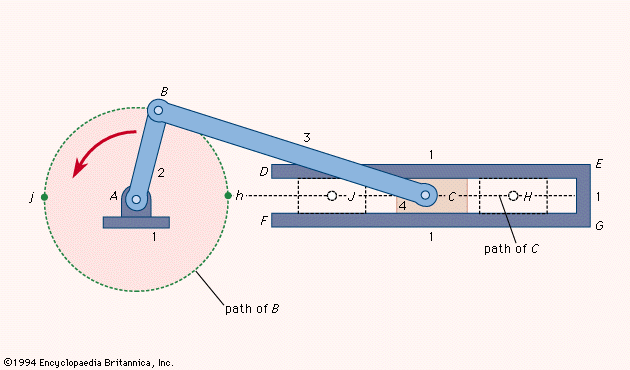 B
3
1
D
E
2
j
A
h
J
C
H
1
4
F
G
1
1
path of C
path of B
©1994 Encyclopaedia Britannica, Inc.